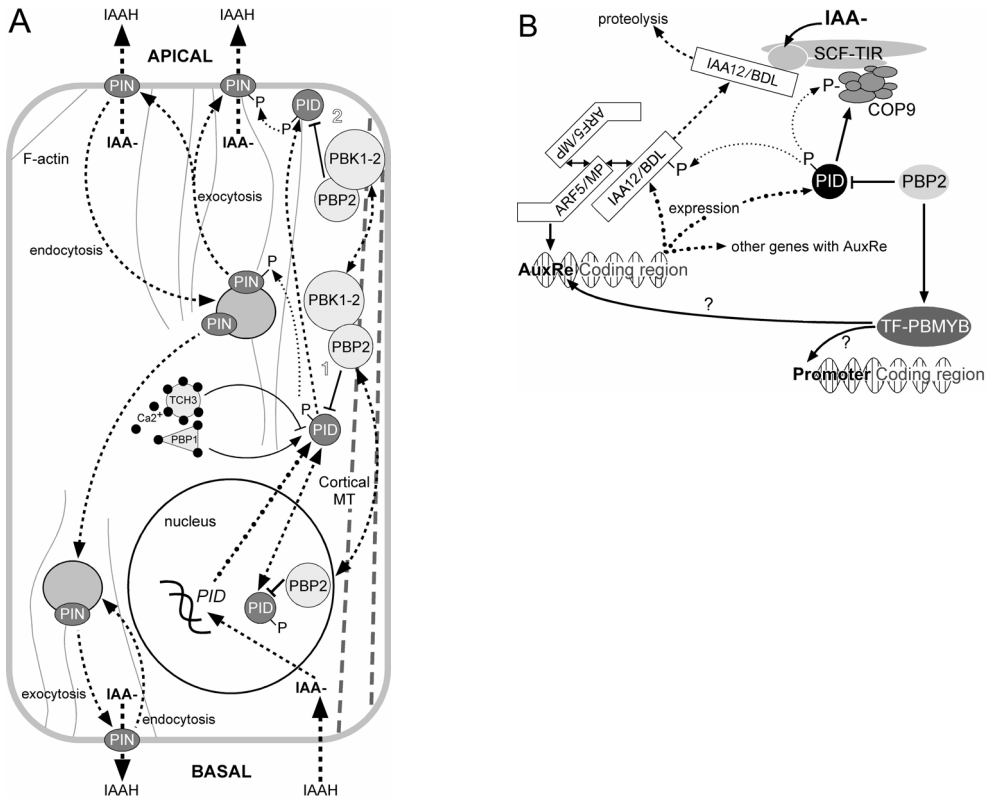 A
IAAH
IAAH
APICAL
PIN
PIN
P
PID
P
2
IAA-
IAA-
F-actin
PBK1-2
PBP2
exocytosis
endocytosis
P
PIN
PBK1-2
PIN
PBP2
1
TCH3
Ca2+
PBP1
P
PID
Cortical
MT
nucleus
PID
PBP2
PID
P
PIN
IAA-
exocytosis
IAA-
endocytosis
PIN
BASAL
IAAH
IAAH
B
IAA-
proteolysis
SCF-TIR
IAA12/BDL
P-
COP9
ARF5/MP
ARF5/MP
IAA12/BDL
P
P
PID
PBP2
expression
other genes with AuxRe
AuxRe Coding region
?
TF-PBMYB
?
Promoter Coding region